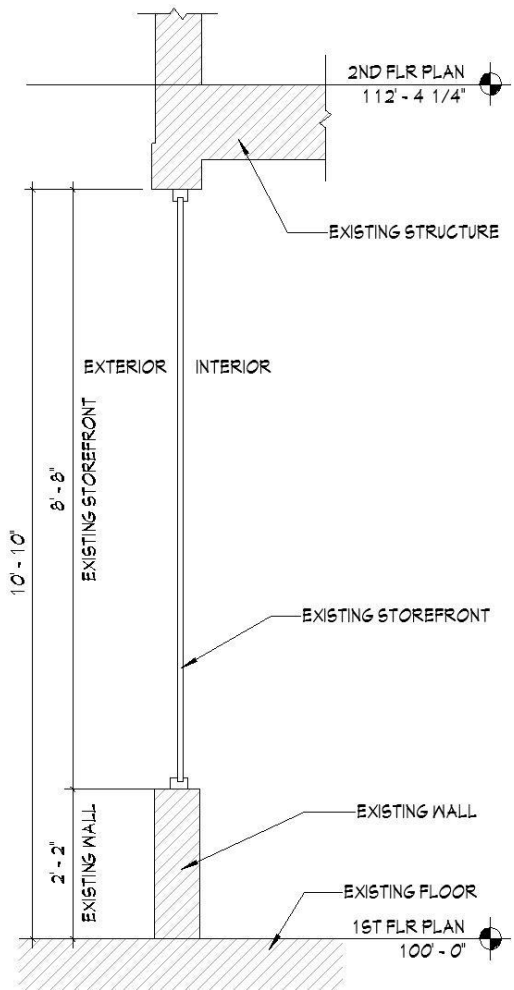 2ND FLR PLAN
112' - 4 1/4"
EXISTING STRUCTURE
EXTERIOR
INTERIOR
8' - 8"
EXISTING STOREFRONT
10' - 10"
EXISTING STOREFRONT
2' - 2"
EXISTING WALL
EXISTING WALL
EXISTING FLOOR
1ST FLR PLAN
100' - 0"